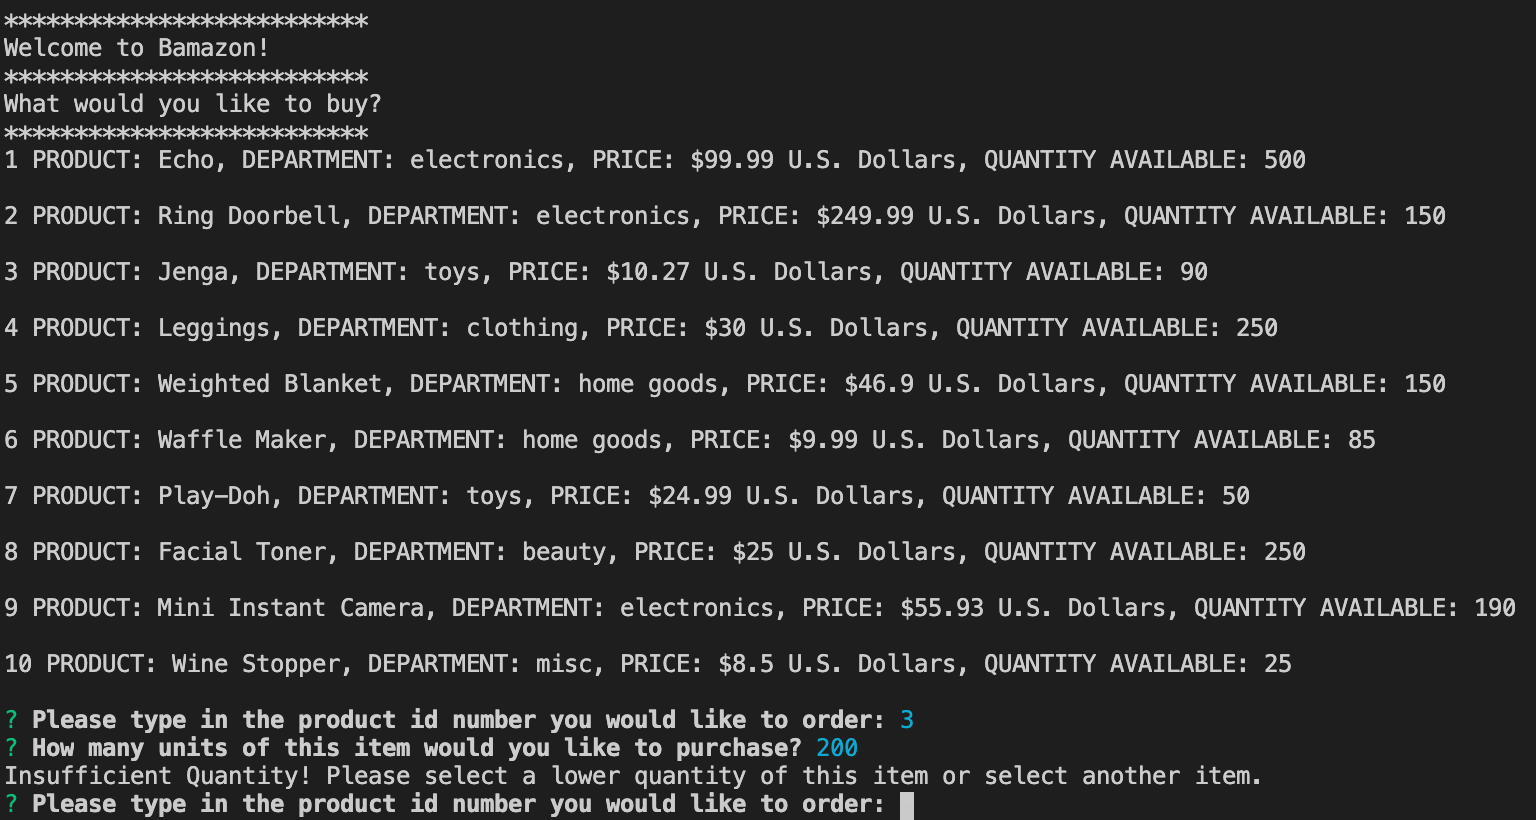 **************************
Welcome to Bamazon!
**************************
What would you like to buy?
**************************
1 PRODUCT: Echo, DEPARTMENT: electronics, PRICE: $99.99 U.S. Dollars, QUANTITY AVAILABLE: 500
2 PRODUCT: Ring Doorbell, DEPARTMENT: electronics, PRICE: $249.99 U.S. Dollars, QUANTITY AVAILABLE: 150
3 PRODUCT: Jenga, DEPARTMENT: toys, PRICE: $10.27 U.S. Dollars, QUANTITY AVAILABLE: 90
4 PRODUCT: Leggings, DEPARTMENT: clothing, PRICE: $30 U.S. Dollars, QUANTITY AVAILABLE: 250
5 PRODUCT: Weighted Blanket, DEPARTMENT: home goods, PRICE: $46.9 U.S. Dollars, QUANTITY AVAILABLE: 150
6 PRODUCT: Waffle Maker, DEPARTMENT: home goods, PRICE: $9.99 U.S. Dollars, QUANTITY AVAILABLE: 85
7 PRODUCT: Play-Doh, DEPARTMENT: toys, PRICE: $24.99 U.S. Dollars, QUANTITY AVAILABLE: 50
8 PRODUCT: Facial Toner, DEPARTMENT: beauty, PRICE: $25 U.S. Dollars, QUANTITY AVAILABLE: 250
9 PRODUCT: Mini Instant Camera, DEPARTMENT: electronics, PRICE: $55.93 U.S. Dollars, QUANTITY AVAILABLE: 190
10 PRODUCT: Wine Stopper, DEPARTMENT: misc, PRICE: $8.5 U.S. Dollars, QUANTITY AVAILABLE: 25
? Please type in the product id number you would like to order: 3
? How many units of this item would you like to purchase? 200
Insufficient Quantity! Please select a lower quantity of this item or select another item.
? Please type in the product id number you would like to order: